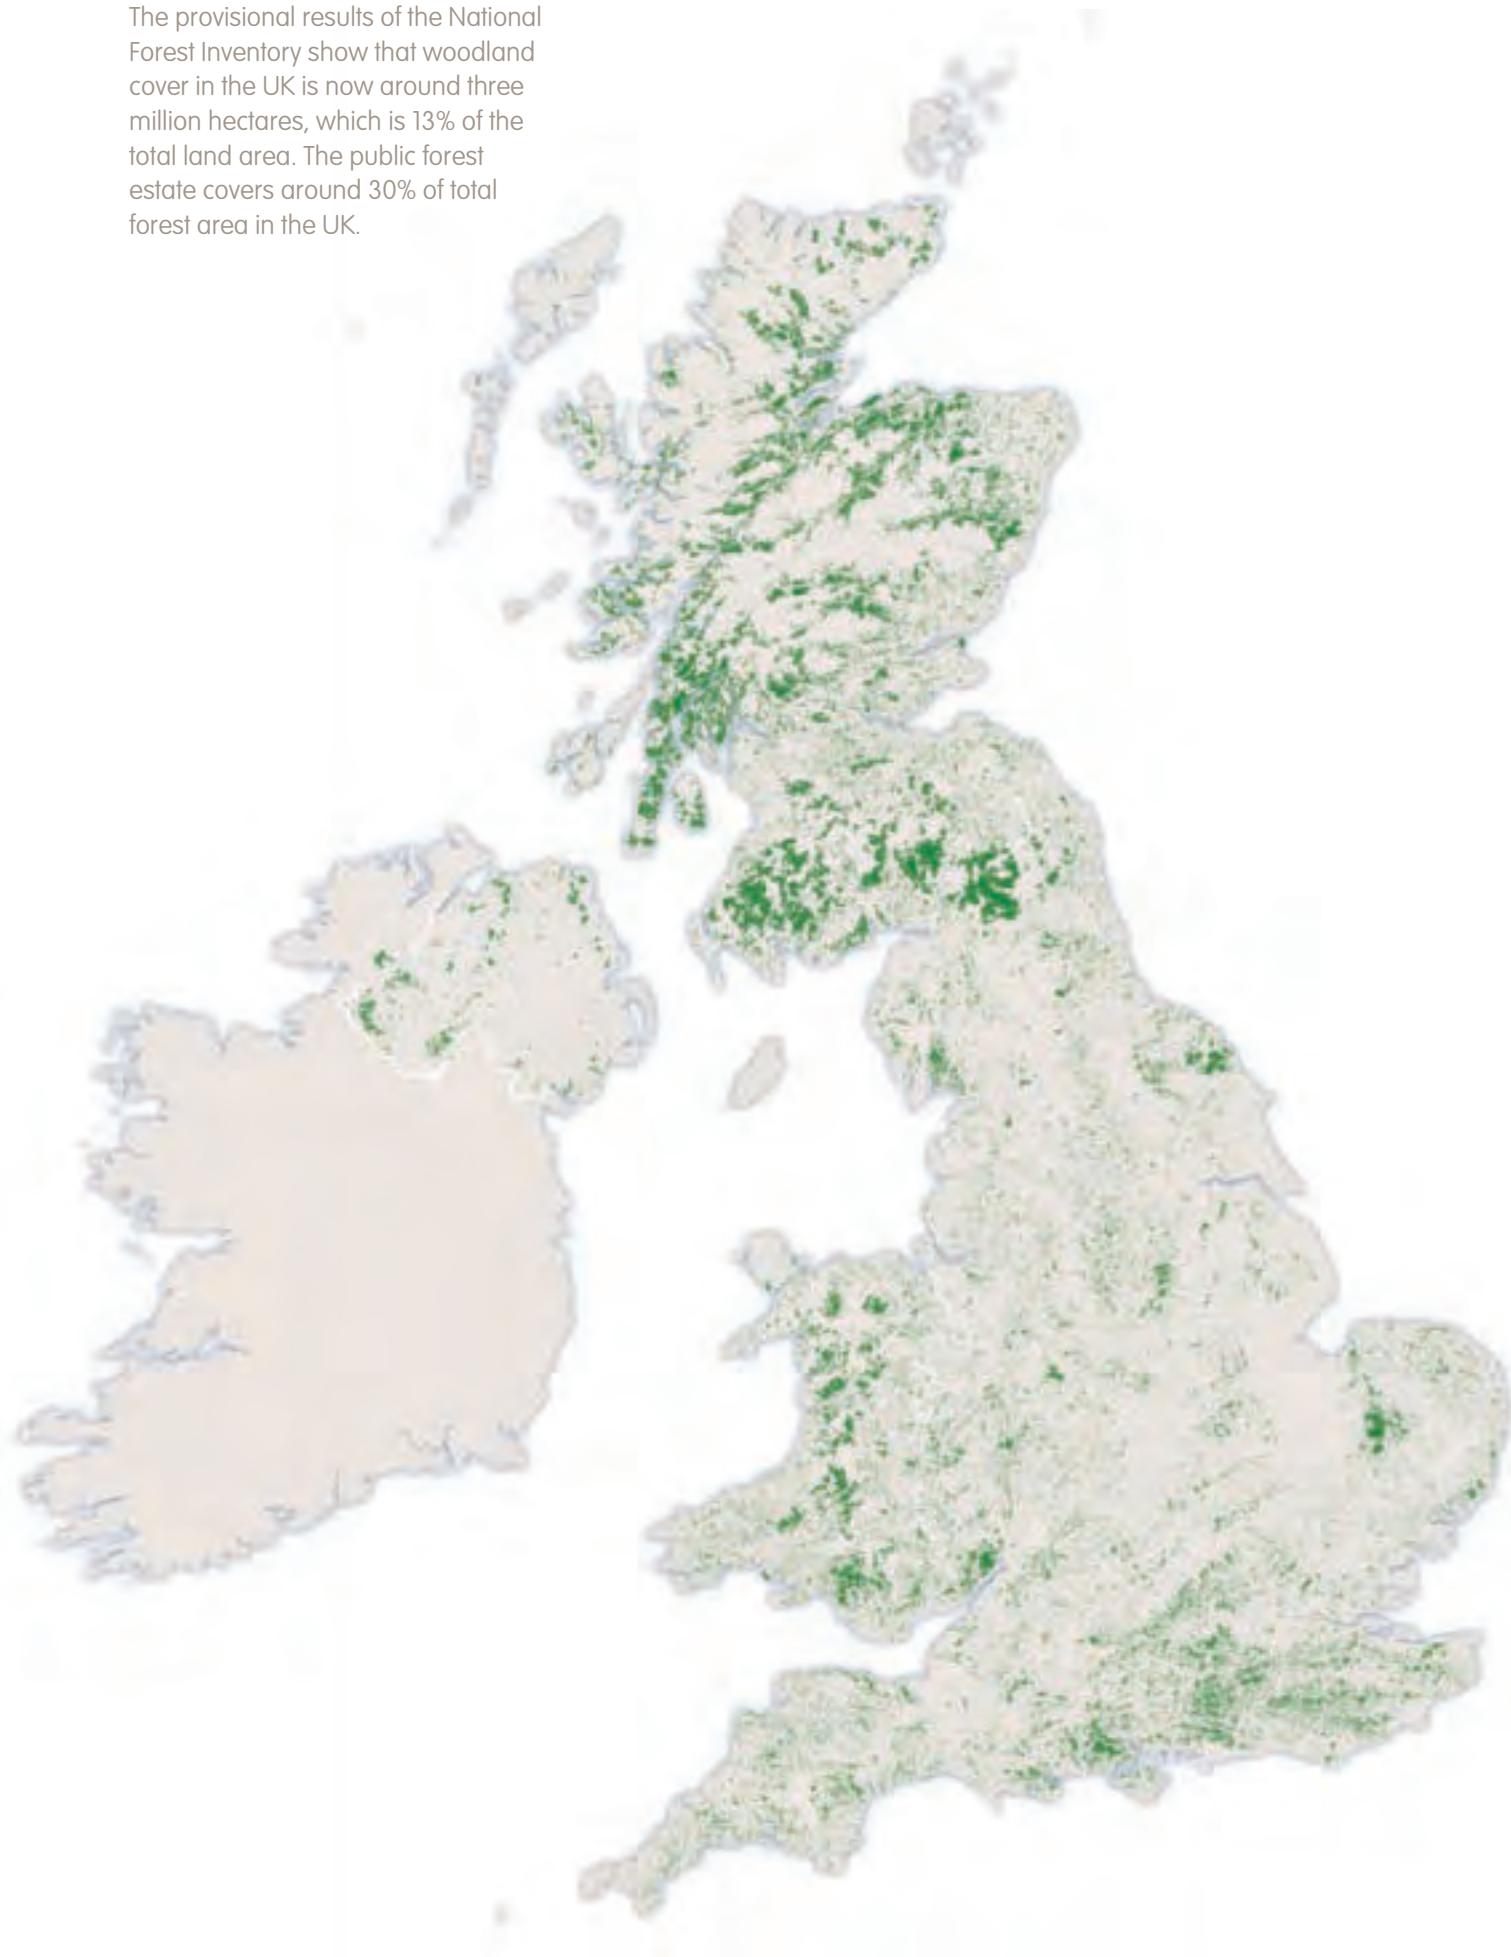 The provisional results of the National
Forest Inventory show that woodland
cover in the UK is now around three
million hectares, which is 13% of the
total land area. The public forest
estate covers around 30% of total
forest area in the UK.